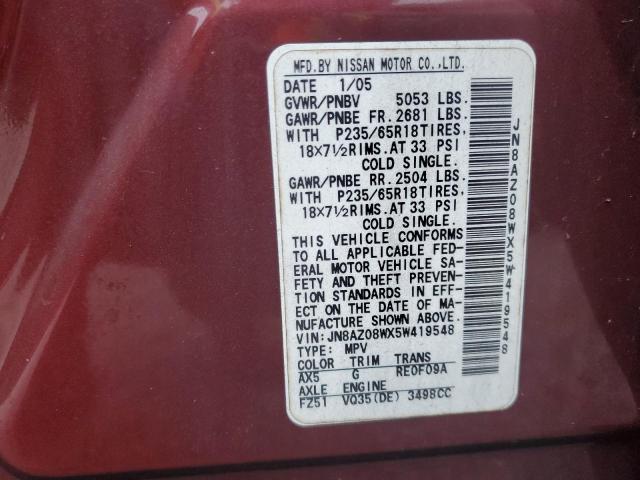 MFD.BY NISSAN MOTOR CO.,LTD.
DATE 1/05
GVWR/PNBV 5053 LBS.
GAWR/PNBE FR.2681 LBS.
WITH P235/65R18TIRES,
18X7½RIMS.AT 33 PSI
COLD SINGLE.
GAWR/PNBE RR.2504 LBS.
WITH P235/65R18TIRES,
18X7½RIMS.AT 33 PSI
COLD SINGLE.
THIS VEHICLE CONFORMS
TO ALL APPLICABLE FED-
ERAL MOTOR VEHICLE SA-
FETY AND THEFT PREVEN-
TION STANDARDS IN EFF-
ECT ON THE DATE OF MA-
NUFACTURE SHOWN ABOVE.
VIN:JN8AZ08WX5W419548
TYPE: MPV
COLOR TRIM TRANS
AX5 G RE0F09A
AXLE ENGINE
FZ51 VQ35(DE) 3498CC
JN8AZ08WX5W419548